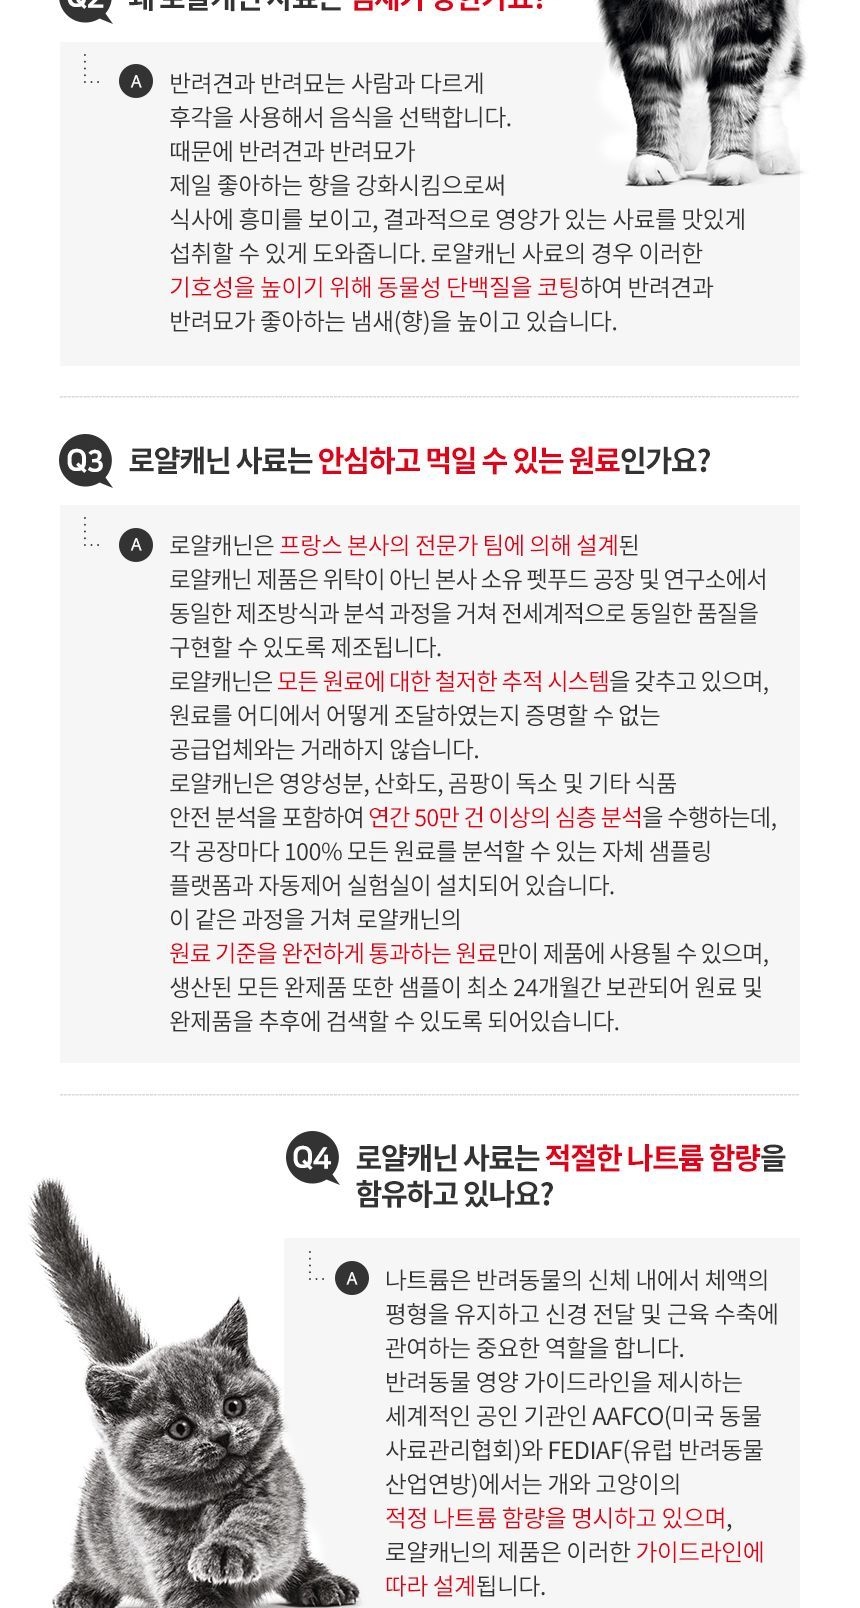 Q2 왜 로얄캐닌 사료는 냄새가 강한가요?
A 반려견과 반려묘는 사람과 다르게
후각을 사용해서 음식을 선택합니다.
때문에 반려견과 반려묘가
제일 좋아하는 향을 강화시킴으로써
식사에 흥미를 보이고, 결과적으로 영양가 있는 사료를 맛있게
섭취할 수 있게 도와줍니다. 로얄캐닌 사료의 경우 이러한
기호성을 높이기 위해 동물성 단백질을 코팅하여 반려견과
반려묘가 좋아하는 냄새(향)을 높이고 있습니다.
Q3 로얄캐닌 사료는 안심하고 먹일 수 있는 원료인가요?
A 로얄캐닌은 프랑스 본사의 전문가 팀에 의해 설계된
로얄캐닌 제품은 위탁이 아닌 본사 소유 펫푸드 공장 및 연구소에서
동일한 제조방식과 분석 과정을 거쳐 전세계적으로 동일한 품질을
구현할 수 있도록 제조됩니다.
로얄캐닌은 모든 원료에 대한 철저한 추적 시스템을 갖추고 있으며,
원료를 어디에서 어떻게 조달하였는지 증명할 수 없는
공급업체와는 거래하지 않습니다.
로얄캐닌은 영양성분, 산화도, 곰팡이 독소 및 기타 식품
안전 분석을 포함하여 연간 50만 건 이상의 심층 분석을 수행하는데,
각 공장마다 100% 모든 원료를 분석할 수 있는 자체 샘플링
플랫폼과 자동제어 실험실이 설치되어 있습니다.
이 같은 과정을 거쳐 로얄캐닌의
원료 기준을 완전하게 통과하는 원료만이 제품에 사용될 수 있으며,
생산된 모든 완제품 또한 샘플이 최소 24개월간 보관되어 원료 및
완제품을 추후에 검색할 수 있도록 되어있습니다.
Q4 로얄캐닌 사료는 적절한 나트륨 함량을
함유하고 있나요?
A 나트륨은 반려동물의 신체 내에서 체액의
평형을 유지하고 신경 전달 및 근육 수축에
관여하는 중요한 역할을 합니다.
반려동물 영양 가이드라인을 제시하는
세계적인 공인 기관인 AAFCO(미국 동물
사료관리협회)와 FEDIAF(유럽 반려동물
산업연방)에서는 개와 고양이의
적정 나트륨 함량을 명시하고 있으며,
로얄캐닌의 제품은 이러한 가이드라인에
따라 설계됩니다.